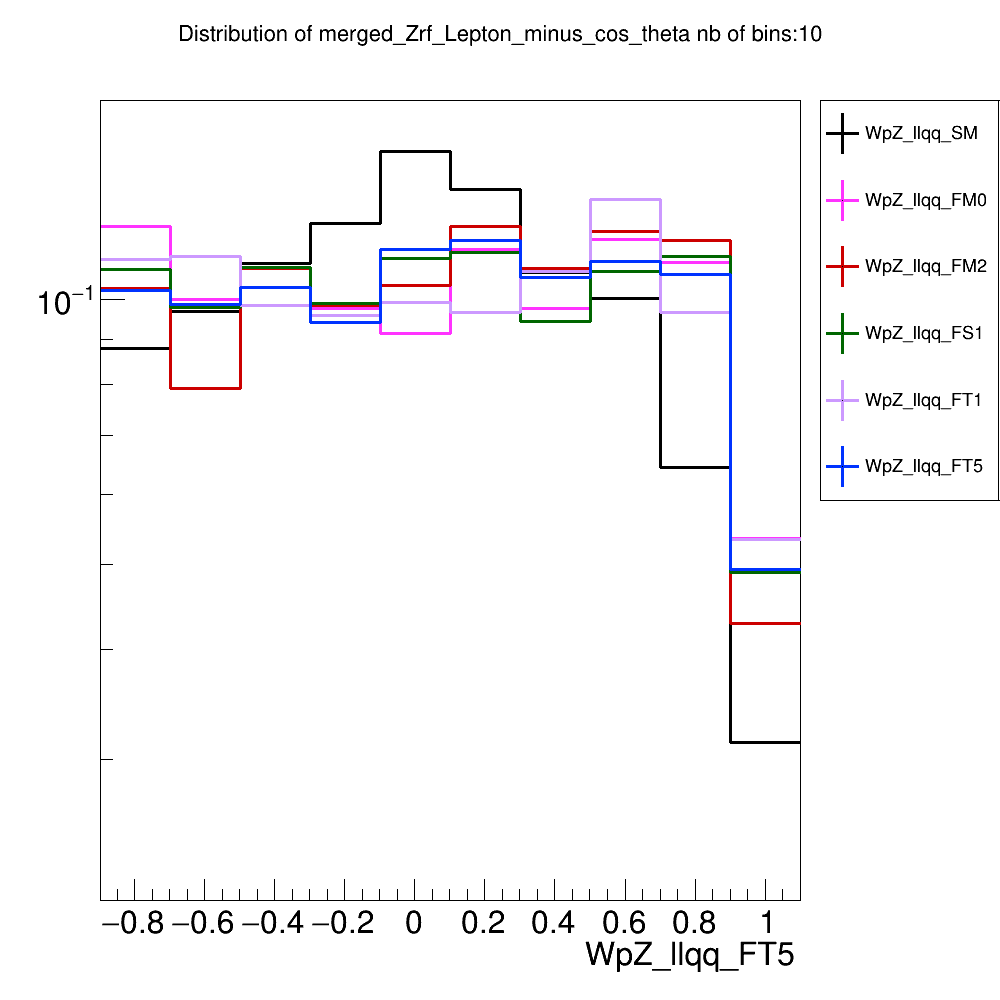 Distribution of merged_Zrf_Lepton_minus_cos_theta nb of bins:10
WpZ_llqq_SM
WpZ_llqq_FM0
WpZ_llqq_FM2
WpZ_llqq_FS1
WpZ_llqq_FT1
WpZ_llqq_FT5
10⁻¹
−0.8 −0.6 −0.4 −0.2 0 0.2 0.4 0.6 0.8 1
WpZ_llqq_FT5